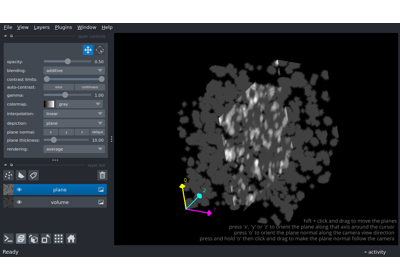 File View Layers Plugins Window Help
layer controls
opacity: 0.50
blending: additive
contrast limits:
auto-contrast: once continuous
gamma: 1.00
colormap: gray
interpolation: linear
depiction: plane
plane normal: x y z oblique
plane thickness: 10.00
rendering: average
layer list
plane
volume
hift + click and drag to move the planes
press 'x', 'y' or 'z' to orient the plane along that axis around the cursor
press 'o' to orient the plane normal along the camera view direction
press and hold 'o' then click and drag to make the plane normal follow the camera
Ready
activity